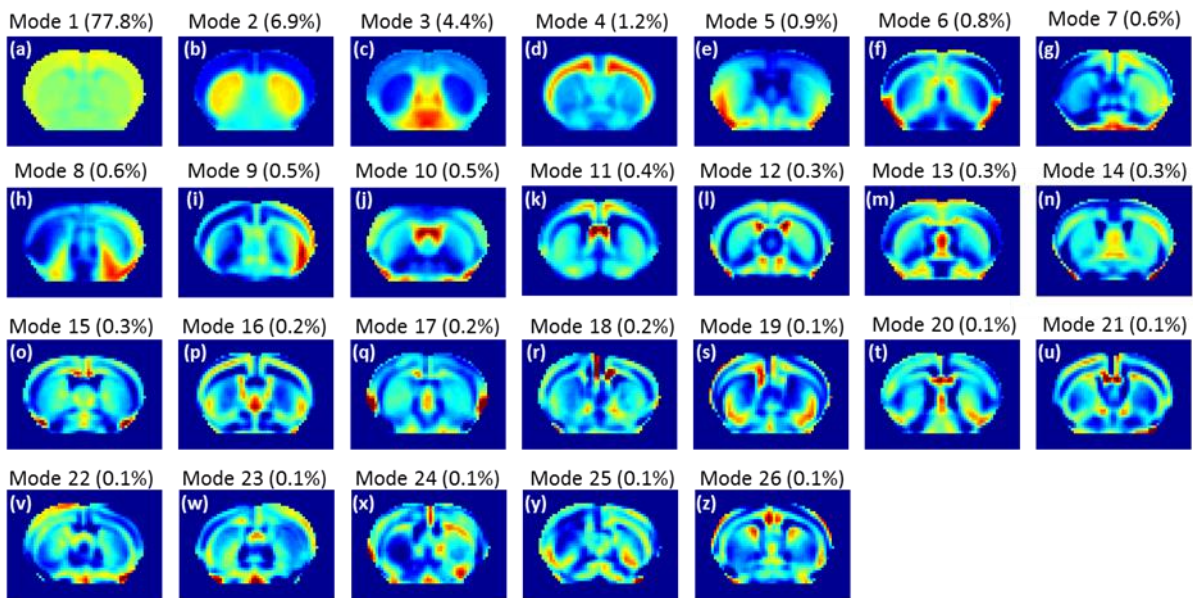 Mode 1 (77.8%) Mode 2 (6.9%) Mode 3 (4.4%) Mode 4 (1.2%) Mode 5 (0.9%) Mode 6 (0.8%) Mode 7 (0.6%)
(a) (b) (c) (d) (e) (f) (g)
Mode 8 (0.6%) Mode 9 (0.5%) Mode 10 (0.5%) Mode 11 (0.4%) Mode 12 (0.3%) Mode 13 (0.3%) Mode 14 (0.3%)
(h) (i) (j) (k) (l) (m) (n)
Mode 15 (0.3%) Mode 16 (0.2%) Mode 17 (0.2%) Mode 18 (0.2%) Mode 19 (0.1%) Mode 20 (0.1%) Mode 21 (0.1%)
(o) (p) (q) (r) (s) (t) (u)
Mode 22 (0.1%) Mode 23 (0.1%) Mode 24 (0.1%) Mode 25 (0.1%) Mode 26 (0.1%)
(v) (w) (x) (y) (z)